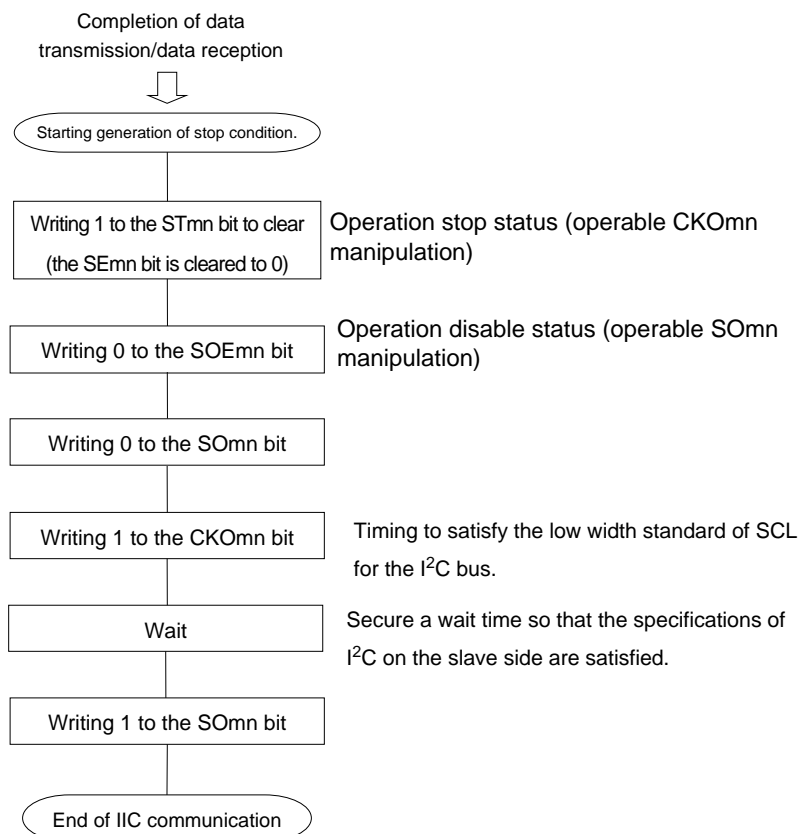 Completion of data
transmission/data reception
Starting generation of stop condition.
Writing 1 to the STmn bit to clear
(the SEmn bit is cleared to 0)
Operation stop status (operable CKOmn
manipulation)
Writing 0 to the SOEmn bit
Operation disable status (operable SOmn
manipulation)
Writing 0 to the SOmn bit
Writing 1 to the CKOmn bit
Timing to satisfy the low width standard of SCL
for the I²C bus.
Wait
Secure a wait time so that the specifications of
I²C on the slave side are satisfied.
Writing 1 to the SOmn bit
End of IIC communication